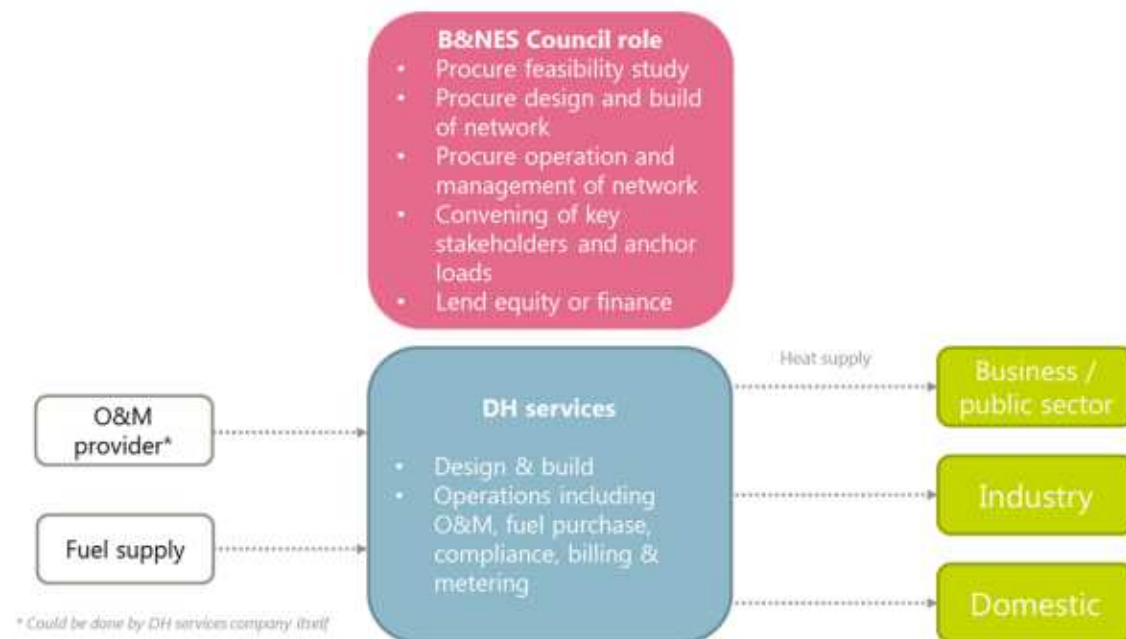 B&NES Council role
• Procure feasibility study
• Procure design and build
of network
• Procure operation and
management of network
• Convening of key
stakeholders and anchor
loads
• Lend equity or finance
O&M
provider*
Fuel supply
* Could be done by DH services company itself
DH services
• Design & build
• Operations including
O&M, fuel purchase,
compliance, billing &
metering
Heat supply
Business /
public sector
Industry
Domestic